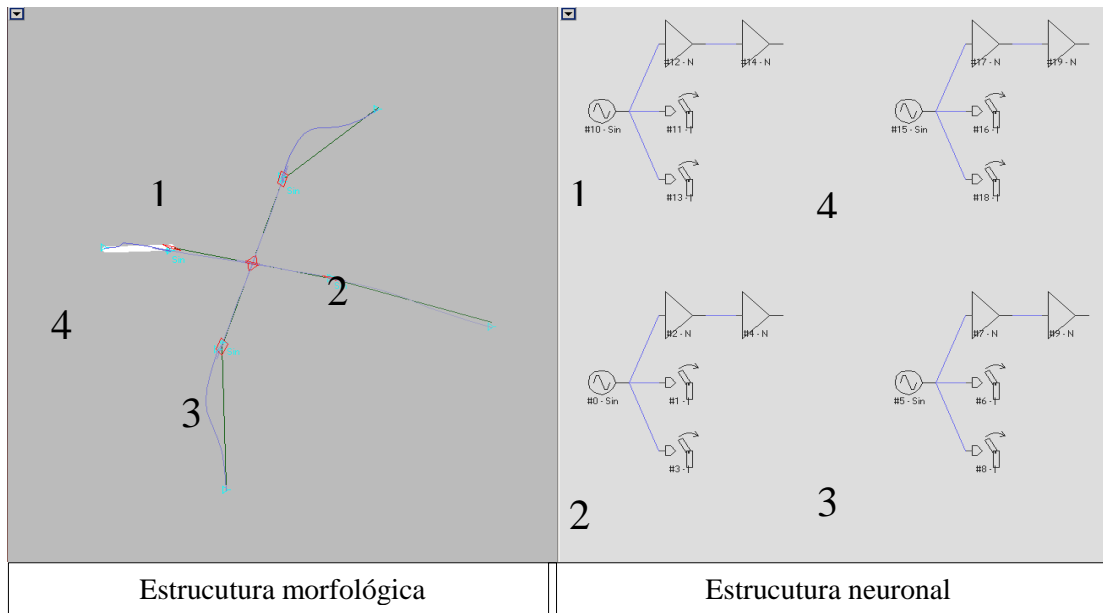 #12 - N
#14 - N
#17 - N
#19 - N
#10 - Sin
#11 - T
#15 - Sin
#16 - T
1
#13 - T
4
#18 - T
1
2
4
3
#2 - N
#4 - N
#7 - N
#9 - N
#0 - Sin
#1 - T
#5 - Sin
#6 - T
#3 - T
#8 - T
2
3
Estrucutura morfológica
Estrucutura neuronal